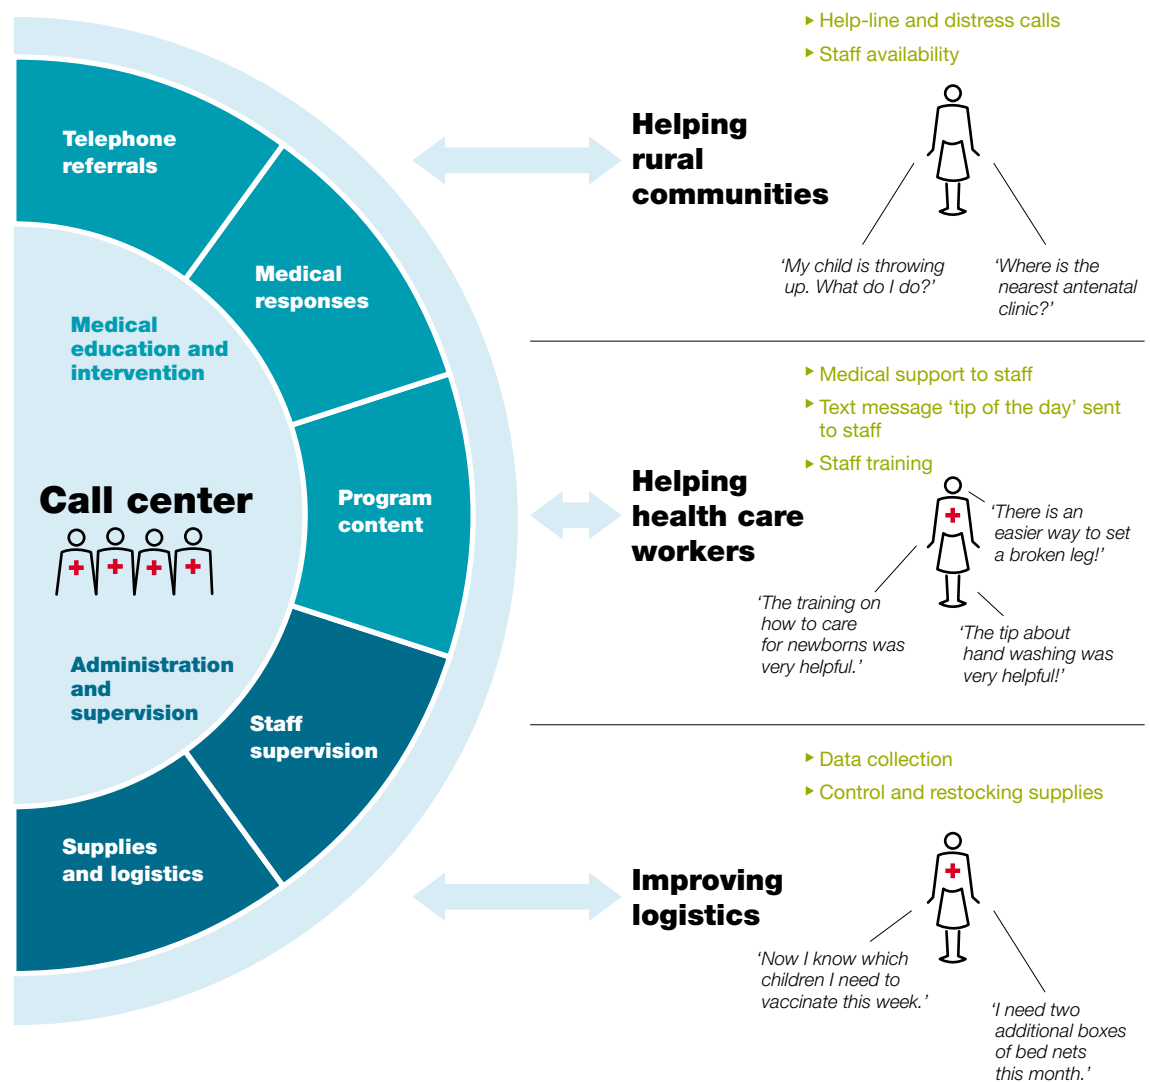 Telephone
referrals
Medical
responses
Program
content
Staff
supervision
Supplies
and logistics
Medical
education and
intervention
Call center
Administration
and
supervision
Help-line and distress calls
Staff availability
Helping
rural
communities
‘My child is throwing
up. What do I do?’
‘Where is the
nearest antenatal
clinic?’
Medical support to staff
Text message ‘tip of the day’ sent
to staff
Staff training
Helping
health care
workers
‘There is an
easier way to set
a broken leg!’
‘The training on
how to care
for newborns was
very helpful.’
‘The tip about
hand washing was
very helpful!’
Data collection
Control and restocking supplies
Improving
logistics
‘Now I know which
children I need to
vaccinate this week.’
‘I need two
additional boxes
of bed nets
this month.’